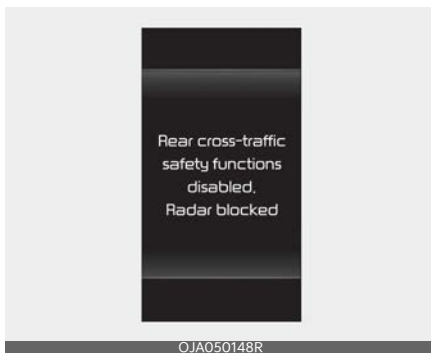 Rear cross-traffic
safety functions
disabled,
Radar blocked
OJA050148R